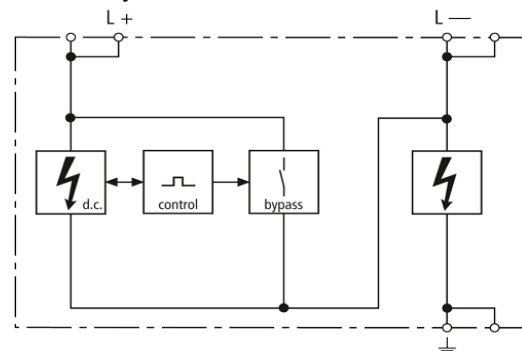 L + L —
d.c. control bypass